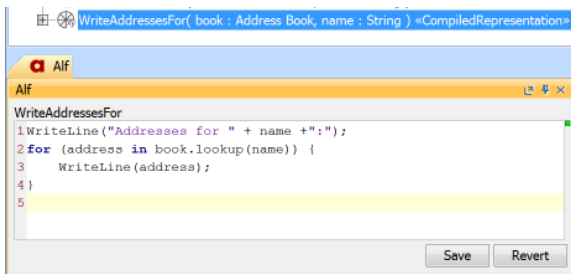 WriteAddressesFor( book : Address Book, name : String ) «CompiledRepresentation»
a Alf
Alf
WriteAddressesFor
1 WriteLine("Addresses for " + name +":");
2 for (address in book.lookup(name)) {
3 WriteLine(address);
4 }
5
Save Revert